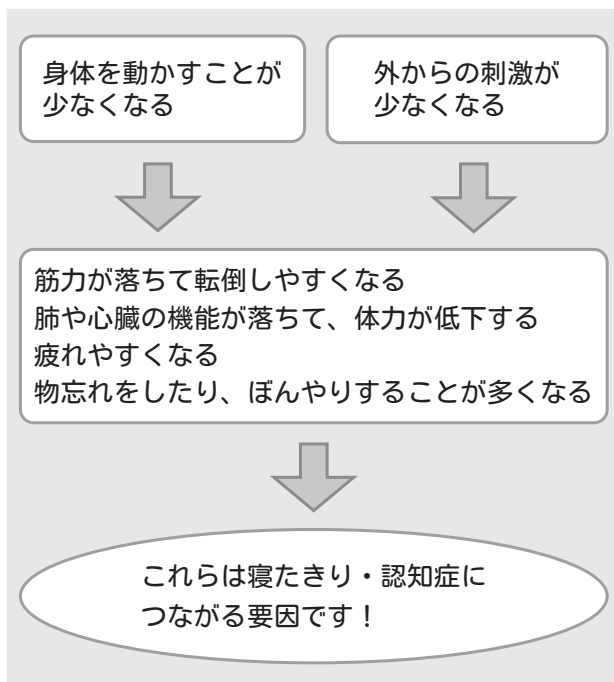 身体を動かすことが
少なくなる
外からの刺激が
少なくなる
筋力が落ちて転倒しやすくなる
肺や心臓の機能が落ちて、体力が低下する
疲れやすくなる
物忘れをしたり、ぼんやりすることが多くなる
これらは寝たきり・認知症に
つながる要因です！